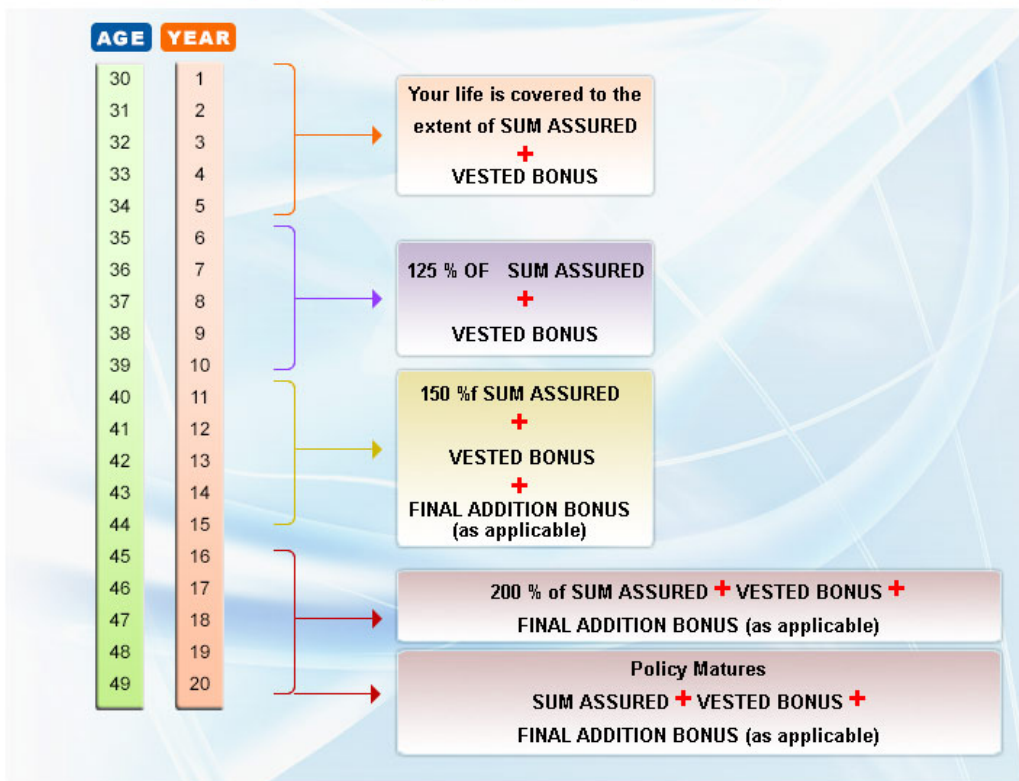 AGE YEAR
30 1
31 2
32 3
33 4
34 5
35 6
36 7
37 8
38 9
39 10
40 11
41 12
42 13
43 14
44 15
45 16
46 17
47 18
48 19
49 20
Your life is covered to the
extent of SUM ASSURED
+
VESTED BONUS
125 % OF SUM ASSURED
+
VESTED BONUS
150 %f SUM ASSURED
+
VESTED BONUS
+
FINAL ADDITION BONUS
(as applicable)
200 % of SUM ASSURED + VESTED BONUS +
FINAL ADDITION BONUS (as applicable)
Policy Matures
SUM ASSURED + VESTED BONUS +
FINAL ADDITION BONUS (as applicable)